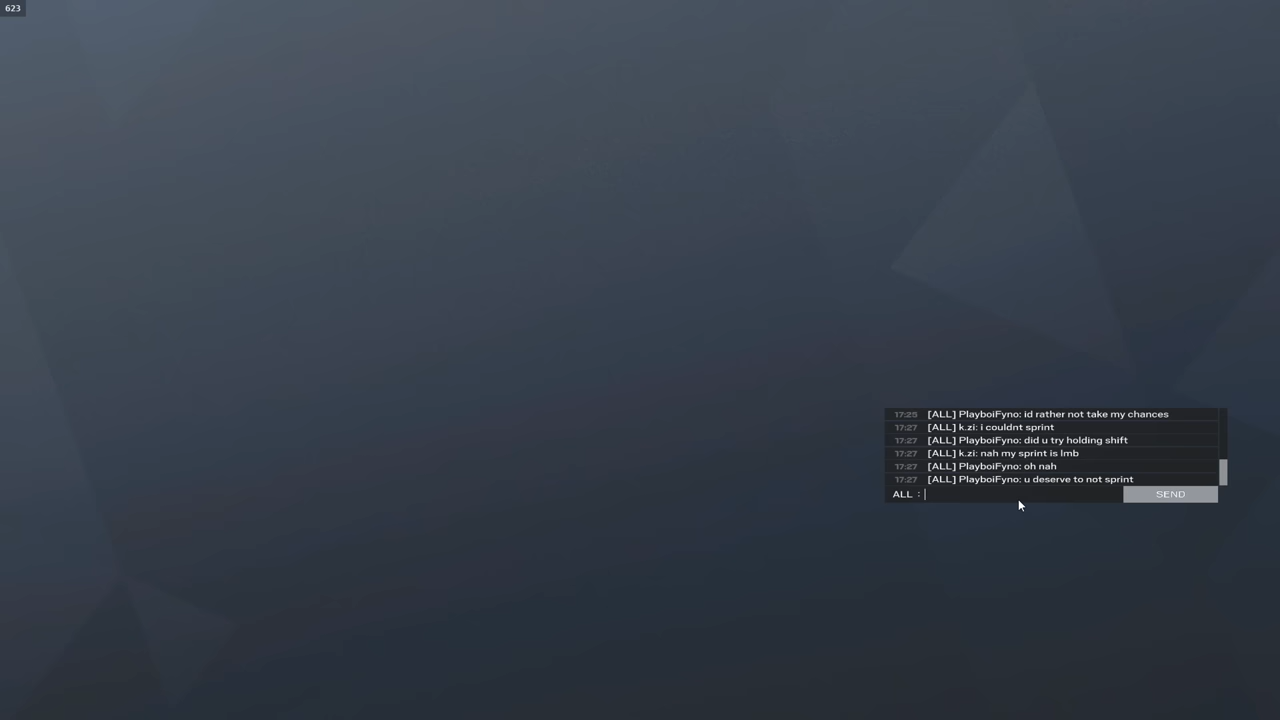 623
17:25 [ALL] PlayboiFyno: id rather not take my chances
17:27 [ALL] k.zi: i couldnt sprint
17:27 [ALL] PlayboiFyno: did u try holding shift
17:27 [ALL] k.zi: nah my sprint is lmb
17:27 [ALL] PlayboiFyno: oh nah
17:27 [ALL] PlayboiFyno: u deserve to not sprint
ALL : SEND